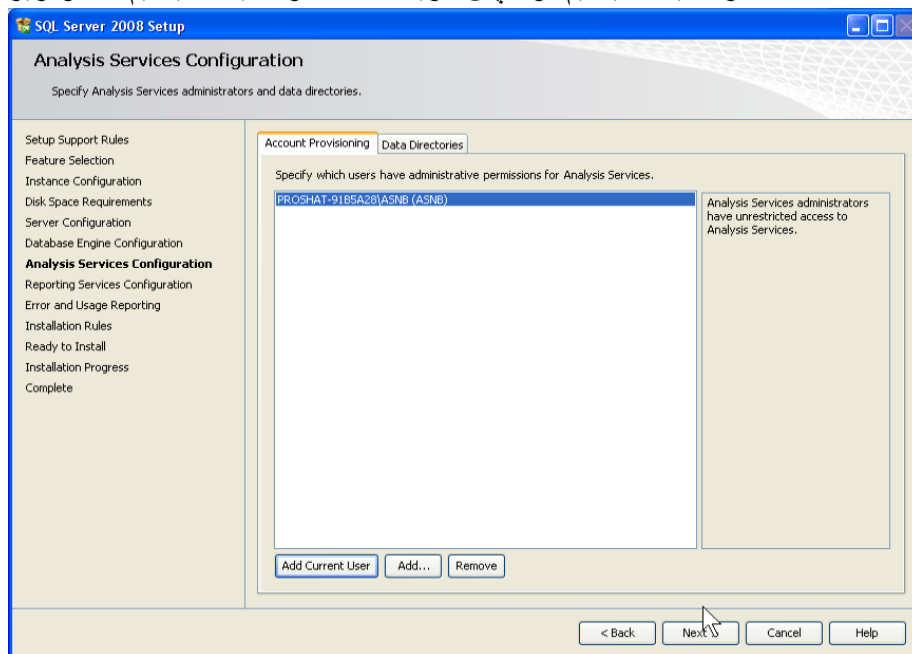 SQL Server 2008 Setup
Analysis Services Configuration
Specify Analysis Services administrators and data directories.
Setup Support Rules
Feature Selection
Instance Configuration
Disk Space Requirements
Server Configuration
Database Engine Configuration
Analysis Services Configuration
Reporting Services Configuration
Error and Usage Reporting
Installation Rules
Ready to Install
Installation Progress
Complete
Account Provisioning
Data Directories
Specify which users have administrative permissions for Analysis Services.
PROSHAT-91B5A28\ASNB (ASNB)
Analysis Services administrators
have unrestricted access to
Analysis Services.
Add Current User
Add...
Remove
< Back
Next >
Cancel
Help